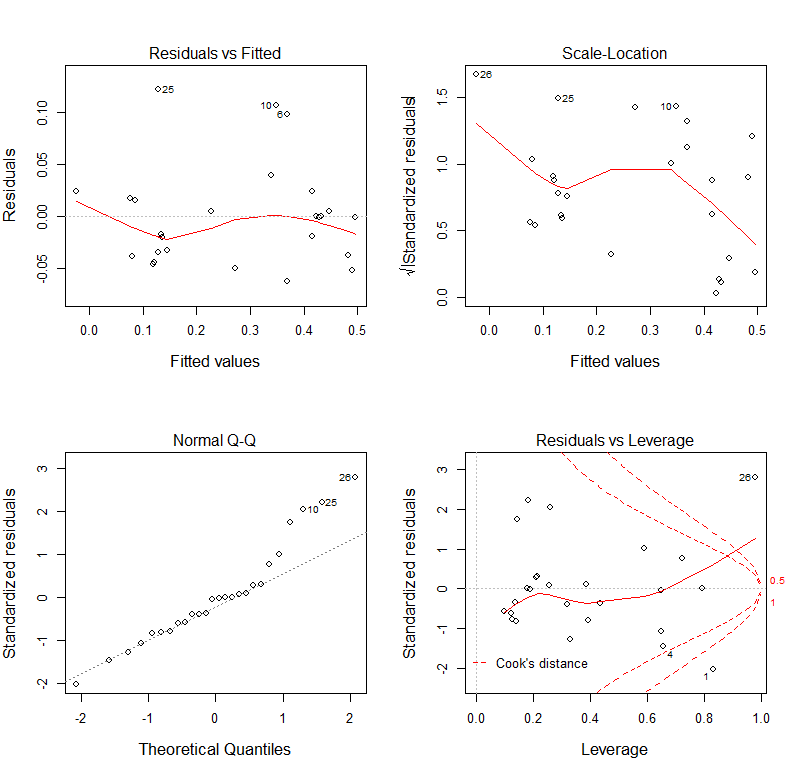 Residuals vs Fitted
Residuals
0.10
0.05
0.00
-0.05
25
10
6
0.0 0.1 0.2 0.3 0.4 0.5
Fitted values
Scale-Location
√|Standardized residuals|
1.5
1.0
0.5
0.0
26
25
10
0.0 0.1 0.2 0.3 0.4 0.5
Fitted values
Normal Q-Q
Standardized residuals
3
2
1
0
-1
-2
26
25
10
-2 -1 0 1 2
Theoretical Quantiles
Residuals vs Leverage
Standardized residuals
3
2
1
0
-1
-2
26
0.5
1
4
1
Cook's distance
0.0 0.2 0.4 0.6 0.8 1.0
Leverage